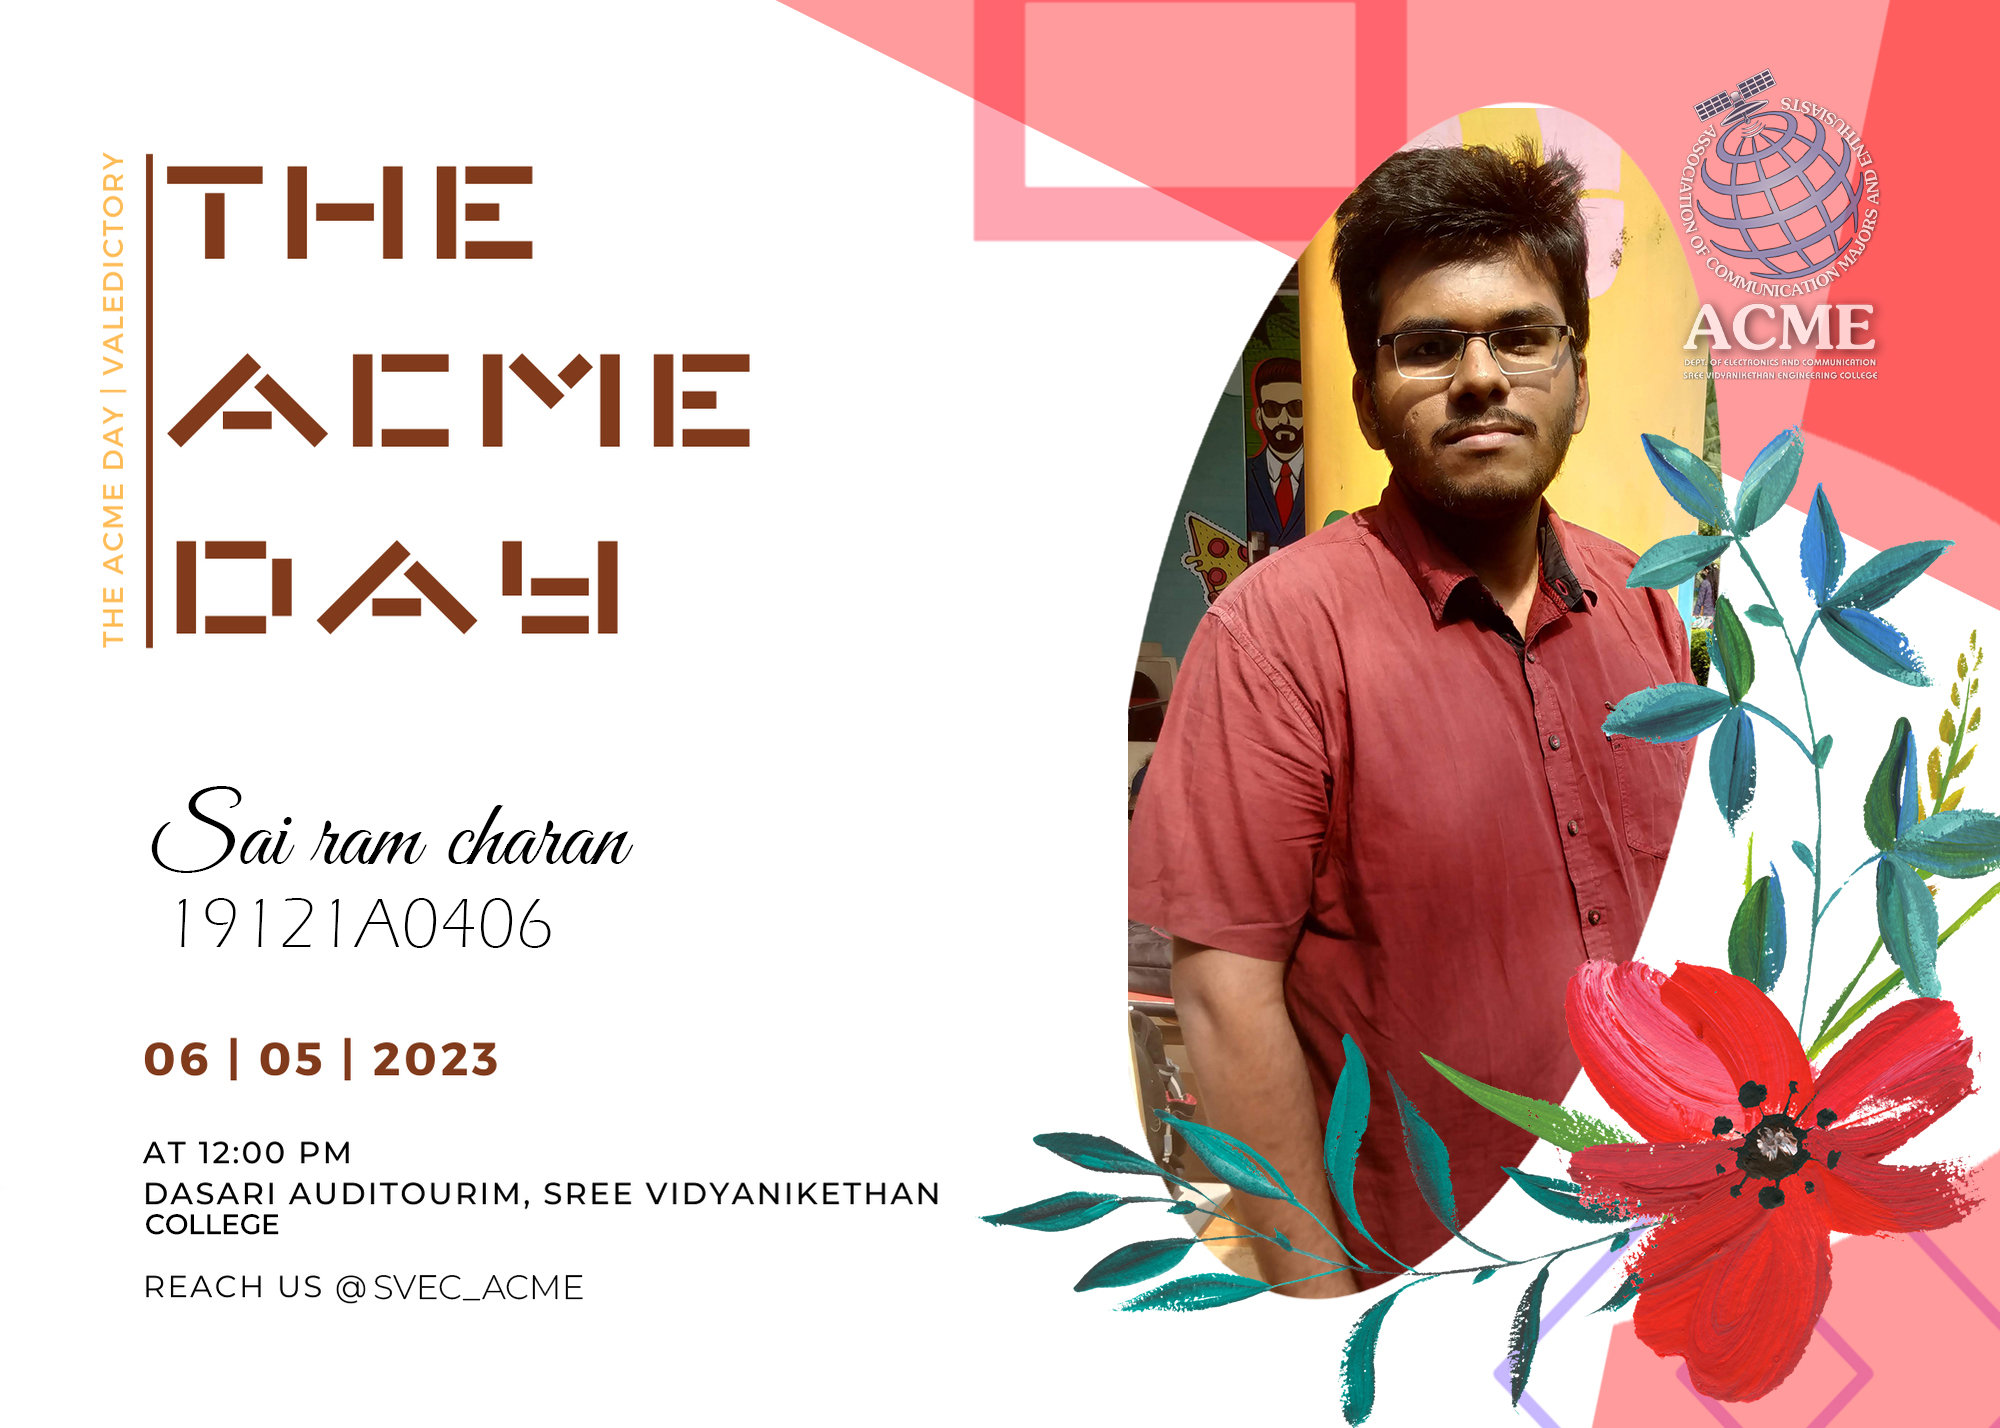 THE ACME DAY | VALEDICTORY
THE
ACME
DAY
Sai ram charan
19121A0406
06 | 05 | 2023
AT 12:00 PM
DASARI AUDITOURIM, SREE VIDYANIKETHAN
COLLEGE
REACH US @SVEC_ACME
ASSOCIATION OF COMMUNICATION MAJORS AND ENTHUSIASTS
ACME
DEPT. OF ELECTRONICS AND COMMUNICATION
SREE VIDYANIKETHAN ENGINEERING COLLEGE